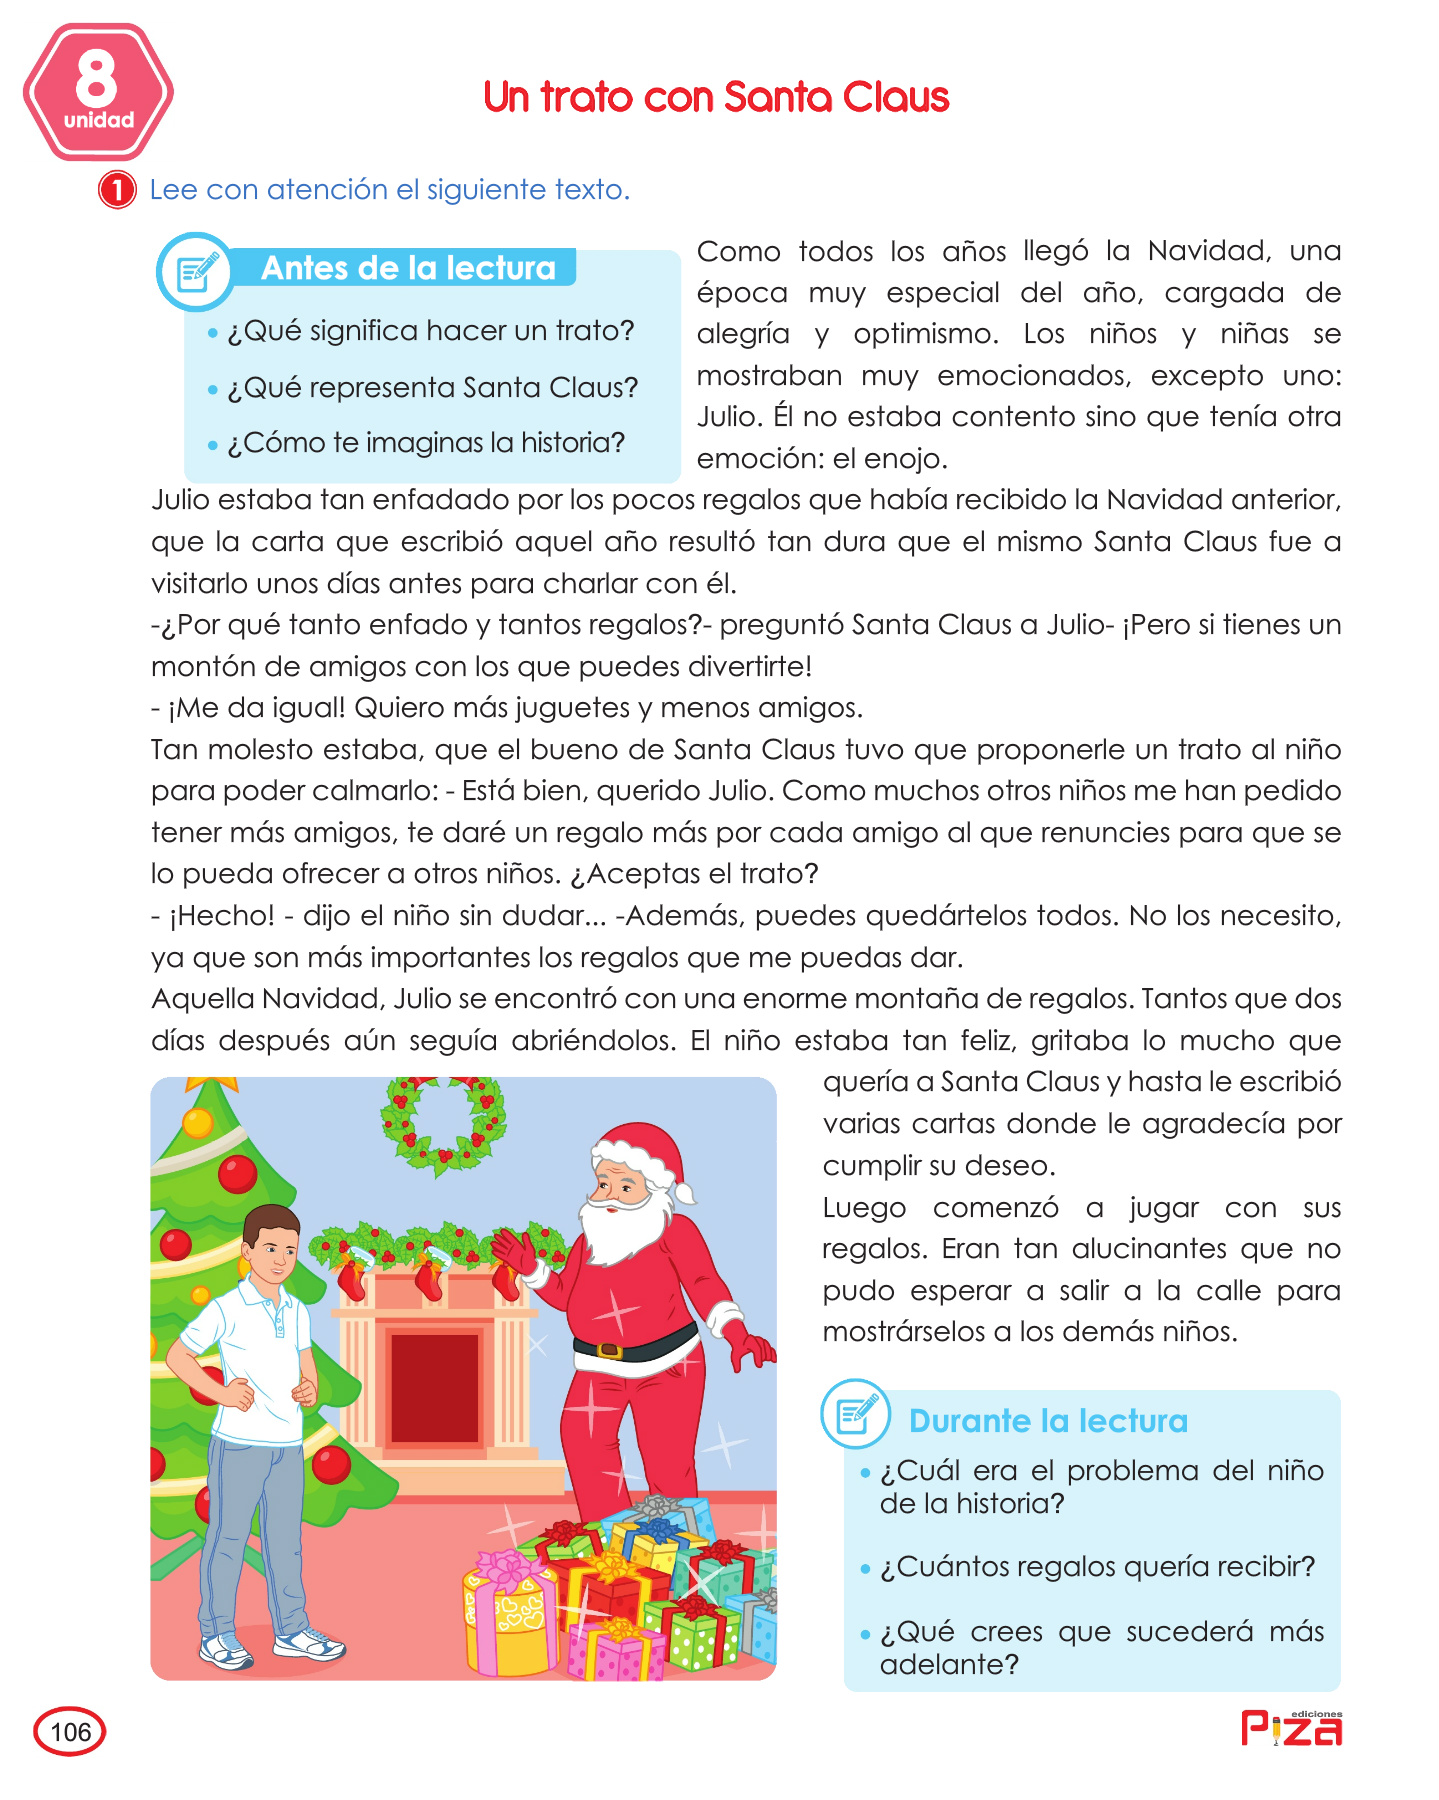 8
unidad
Un trato con Santa Claus
1 Lee con atención el siguiente texto.
Antes de la lectura
• ¿Qué significa hacer un trato?
• ¿Qué representa Santa Claus?
• ¿Cómo te imaginas la historia?
Como todos los años llegó la Navidad, una
época muy especial del año, cargada de
alegría y optimismo. Los niños y niñas se
mostraban muy emocionados, excepto uno:
Julio. Él no estaba contento sino que tenía otra
emoción: el enojo.
Julio estaba tan enfadado por los pocos regalos que había recibido la Navidad anterior,
que la carta que escribió aquel año resultó tan dura que el mismo Santa Claus fue a
visitarlo unos días antes para charlar con él.
-¿Por qué tanto enfado y tantos regalos?- preguntó Santa Claus a Julio- ¡Pero si tienes un
montón de amigos con los que puedes divertirte!
- ¡Me da igual! Quiero más juguetes y menos amigos.
Tan molesto estaba, que el bueno de Santa Claus tuvo que proponerle un trato al niño
para poder calmarlo: - Está bien, querido Julio. Como muchos otros niños me han pedido
tener más amigos, te daré un regalo más por cada amigo al que renuncies para que se
lo pueda ofrecer a otros niños. ¿Aceptas el trato?
- ¡Hecho! - dijo el niño sin dudar... -Además, puedes quedártelos todos. No los necesito,
ya que son más importantes los regalos que me puedas dar.
Aquella Navidad, Julio se encontró con una enorme montaña de regalos. Tantos que dos
días después aún seguía abriéndolos. El niño estaba tan feliz, gritaba lo mucho que
quería a Santa Claus y hasta le escribió
varias cartas donde le agradecía por
cumplir su deseo.
Luego comenzó a jugar con sus
regalos. Eran tan alucinantes que no
pudo esperar a salir a la calle para
mostrárselos a los demás niños.
Durante la lectura
• ¿Cuál era el problema del niño
de la historia?
• ¿Cuántos regalos quería recibir?
• ¿Qué crees que sucederá más
adelante?
106
ediciones
Piza